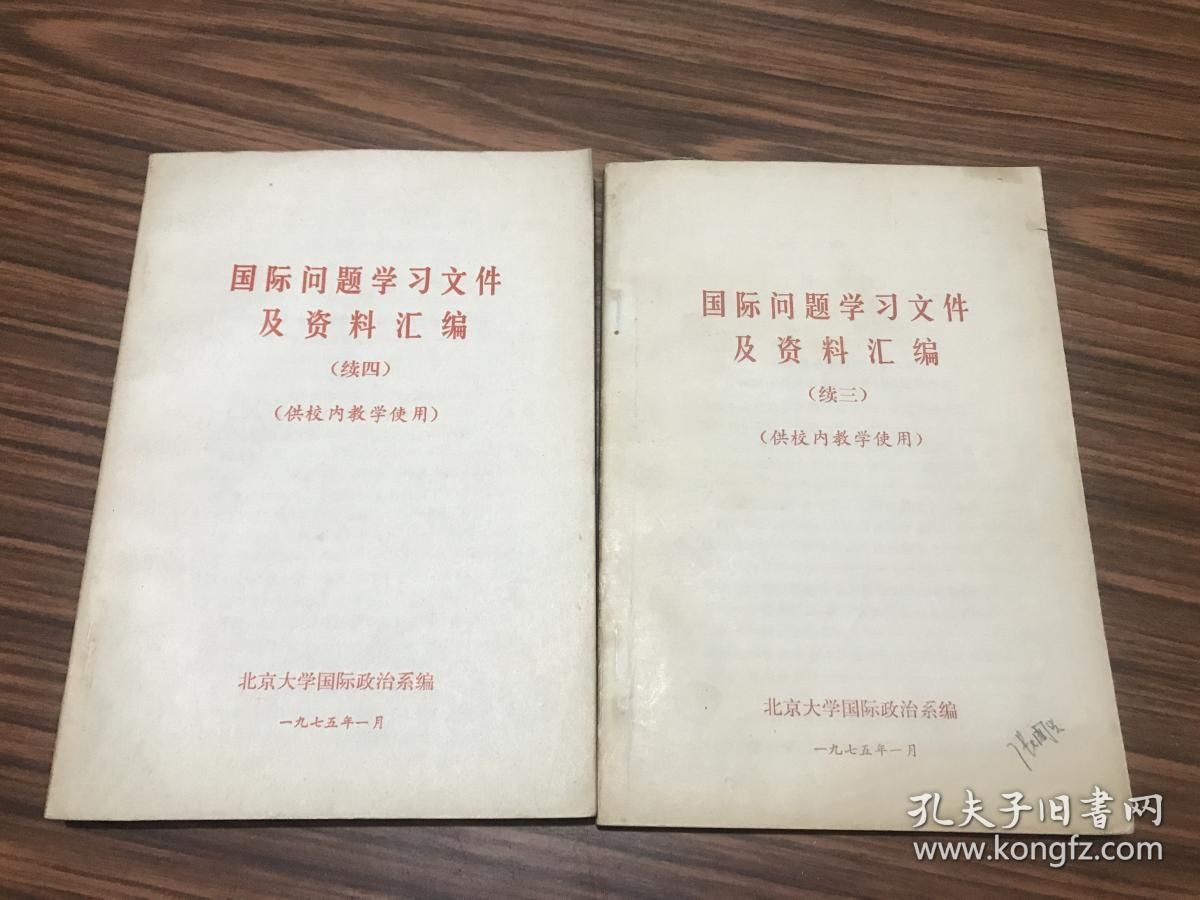 国际问题学习文件
及资料汇编
（续四）
（供校内教学使用）
北京大学国际政治系编
一九七五年一月
国际问题学习文件
及资料汇编
（续三）
（供校内教学使用）
北京大学国际政治系编
一九七五年一月
孔夫子旧书网
www.kongfz.com